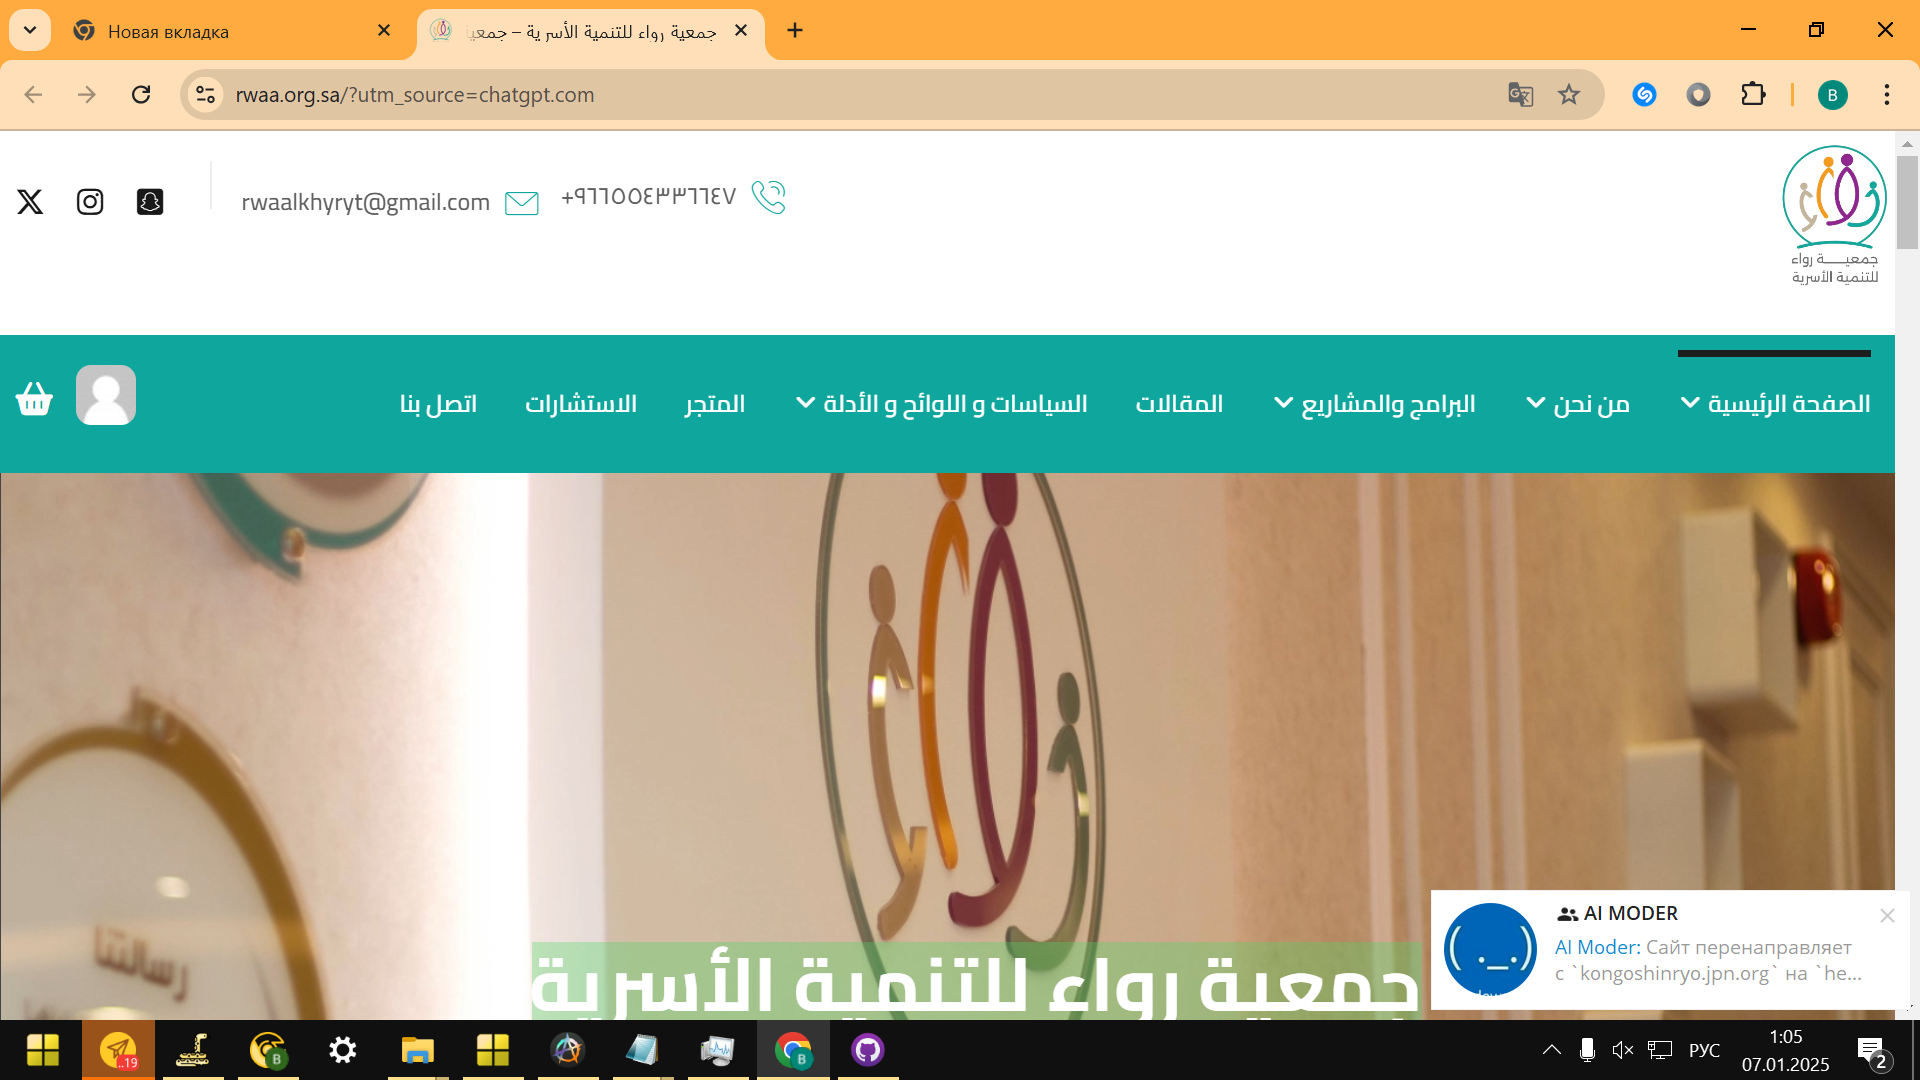 Новая вкладка
جمعية رواء للتنمية الأسرية – جمعيا
rwaa.org.sa/?utm_source=chatgpt.com
B
rwaalkhyryt@gmail.com
+٩٦٦٥٥٤٣٣٦٦٤٧
جمعيـــة رواء
للتنمية الأسرية
الصفحة الرئيسية
من نحن
البرامج والمشاريع
المقالات
السياسات و اللوائح و الأدلة
المتجر
الاستشارات
اتصل بنا
رسالتنا
جمعية رواء للتنمية الأسرية
AI MODER
AI Moder: Сайт перенаправляет
с `kongoshinryo.jpn.org` на `he...
..19
B
B
РУС
1:05
07.01.2025
2